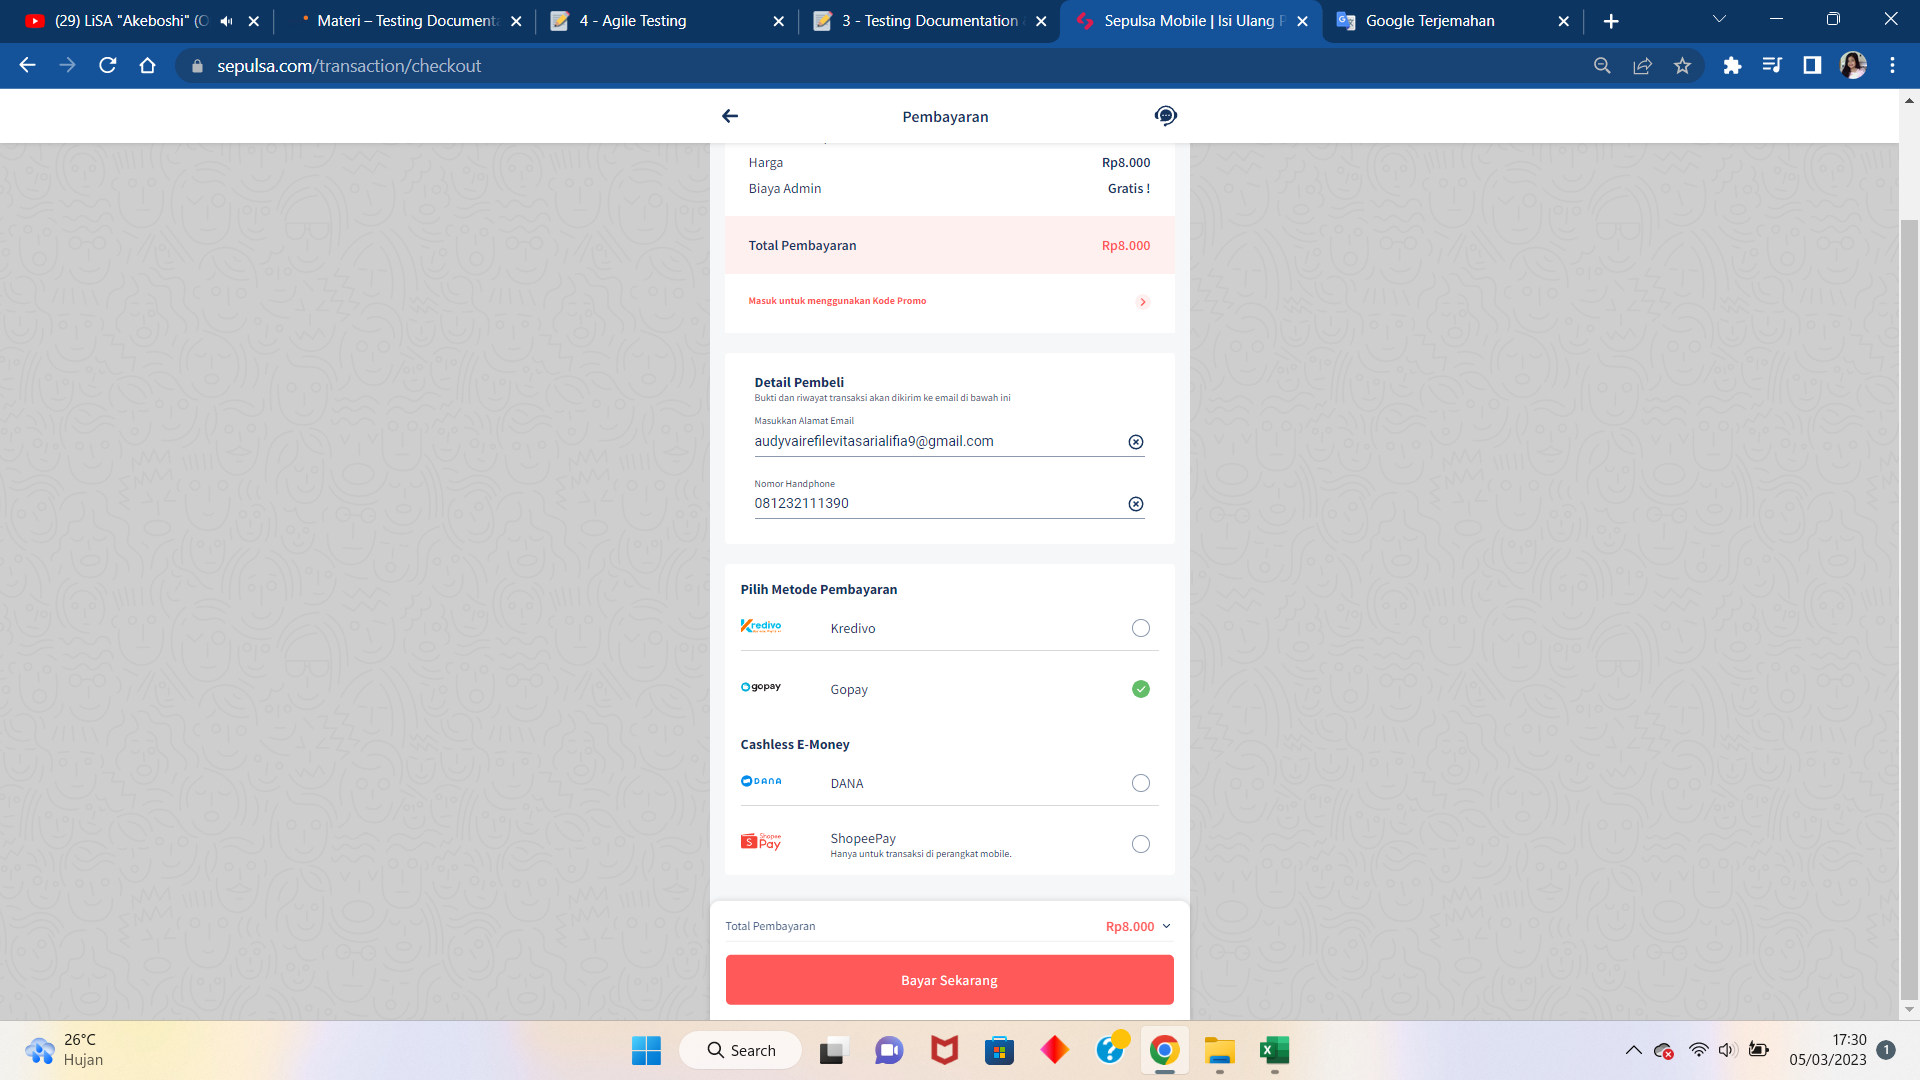 (29) LiSA "Akeboshi" (O
Materi – Testing Documenta
4 - Agile Testing
3 - Testing Documentation
Sepulsa Mobile | Isi Ulang P
Google Terjemahan
sepulsa.com/transaction/checkout
Pembayaran
Harga Rp8.000
Biaya Admin Gratis !
Total Pembayaran Rp8.000
Masuk untuk menggunakan Kode Promo
Detail Pembeli
Bukti dan riwayat transaksi akan dikirim ke email di bawah ini
Masukkan Alamat Email
audyvairefilevitasarialifia9@gmail.com
Nomor Handphone
081232111390
Pilih Metode Pembayaran
Kredivo Kredivo
gopay Gopay
Cashless E-Money
DANA DANA
Shopee
Pay ShopeePay
Hanya untuk transaksi di perangkat mobile.
Total Pembayaran Rp8.000
Bayar Sekarang
26°C
Hujan
Search
17:30
05/03/2023
1